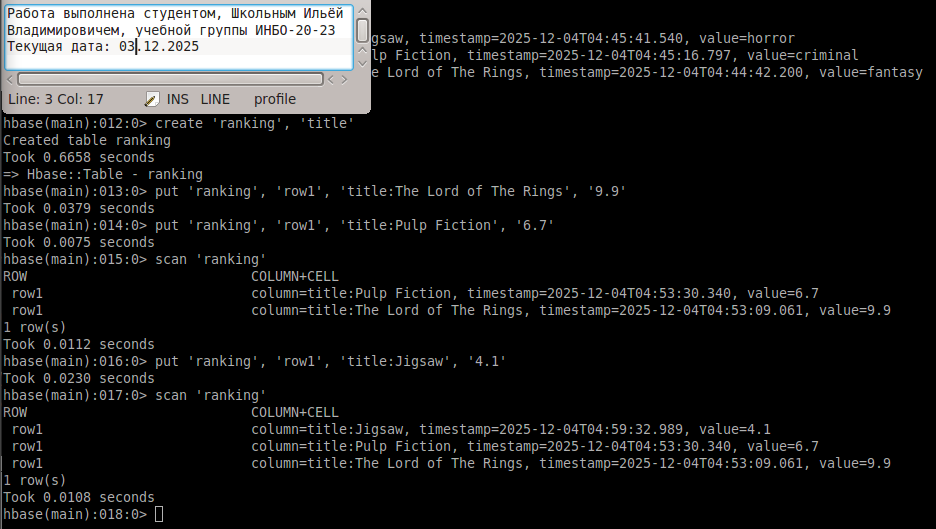 Работа выполнена студентом, Школьным Ильёй
Владимировичем, учебной группы ИНБО-20-23
Текущая дата: 03.12.2025
Line: 3 Col: 17 INS LINE profile
gsaw, timestamp=2025-12-04T04:45:41.540, value=horror
lp Fiction, timestamp=2025-12-04T04:45:16.797, value=criminal
e Lord of The Rings, timestamp=2025-12-04T04:44:42.200, value=fantasy
hbase(main):012:0> create 'ranking', 'title'
Created table ranking
Took 0.6658 seconds
=> Hbase::Table - ranking
hbase(main):013:0> put 'ranking', 'row1', 'title:The Lord of The Rings', '9.9'
Took 0.0379 seconds
hbase(main):014:0> put 'ranking', 'row1', 'title:Pulp Fiction', '6.7'
Took 0.0075 seconds
hbase(main):015:0> scan 'ranking'
ROW COLUMN+CELL
row1 column=title:Pulp Fiction, timestamp=2025-12-04T04:53:30.340, value=6.7
row1 column=title:The Lord of The Rings, timestamp=2025-12-04T04:53:09.061, value=9.9
1 row(s)
Took 0.0112 seconds
hbase(main):016:0> put 'ranking', 'row1', 'title:Jigsaw', '4.1'
Took 0.0230 seconds
hbase(main):017:0> scan 'ranking'
ROW COLUMN+CELL
row1 column=title:Jigsaw, timestamp=2025-12-04T04:59:32.989, value=4.1
row1 column=title:Pulp Fiction, timestamp=2025-12-04T04:53:30.340, value=6.7
row1 column=title:The Lord of The Rings, timestamp=2025-12-04T04:53:09.061, value=9.9
1 row(s)
Took 0.0108 seconds
hbase(main):018:0>